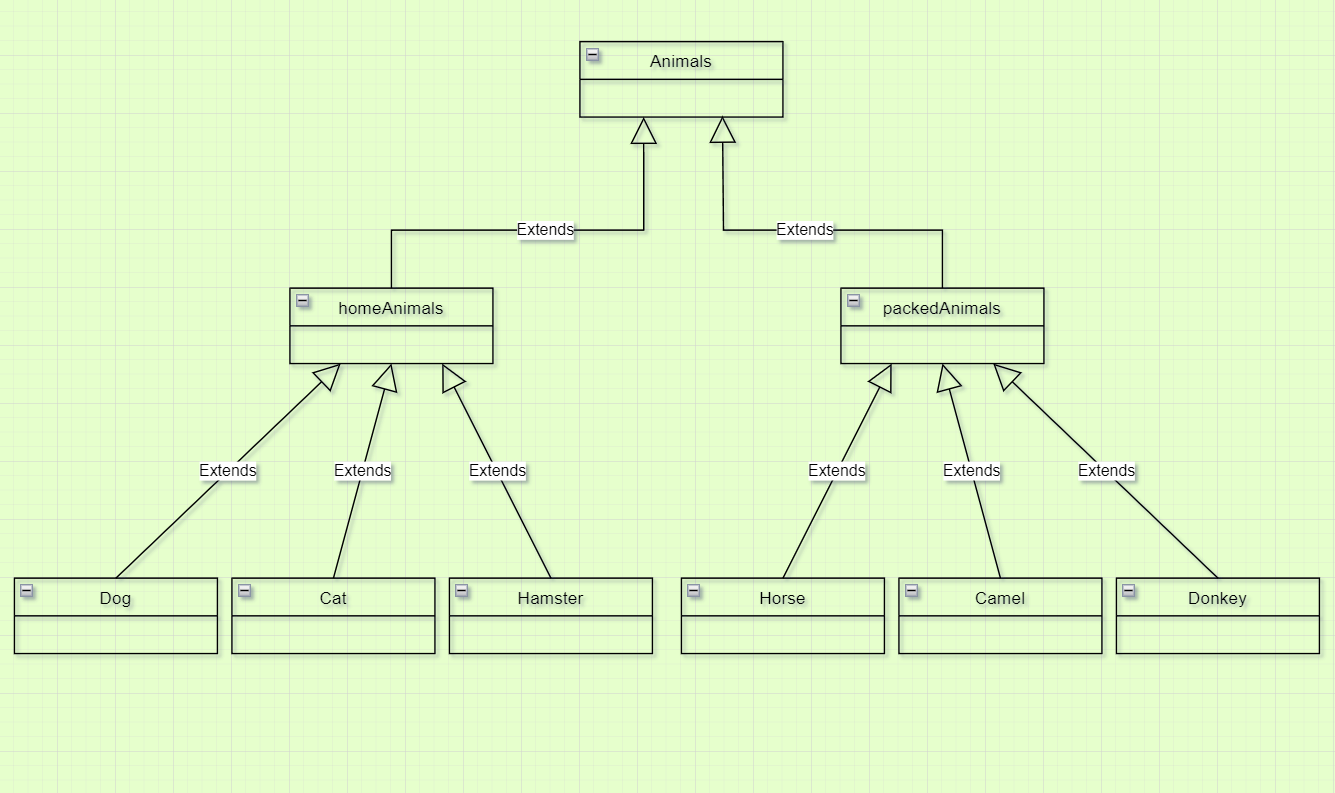 Animals
Extends
Extends
homeAnimals
packedAnimals
Extends
Extends
Extends
Extends
Extends
Extends
Dog
Cat
Hamster
Horse
Camel
Donkey